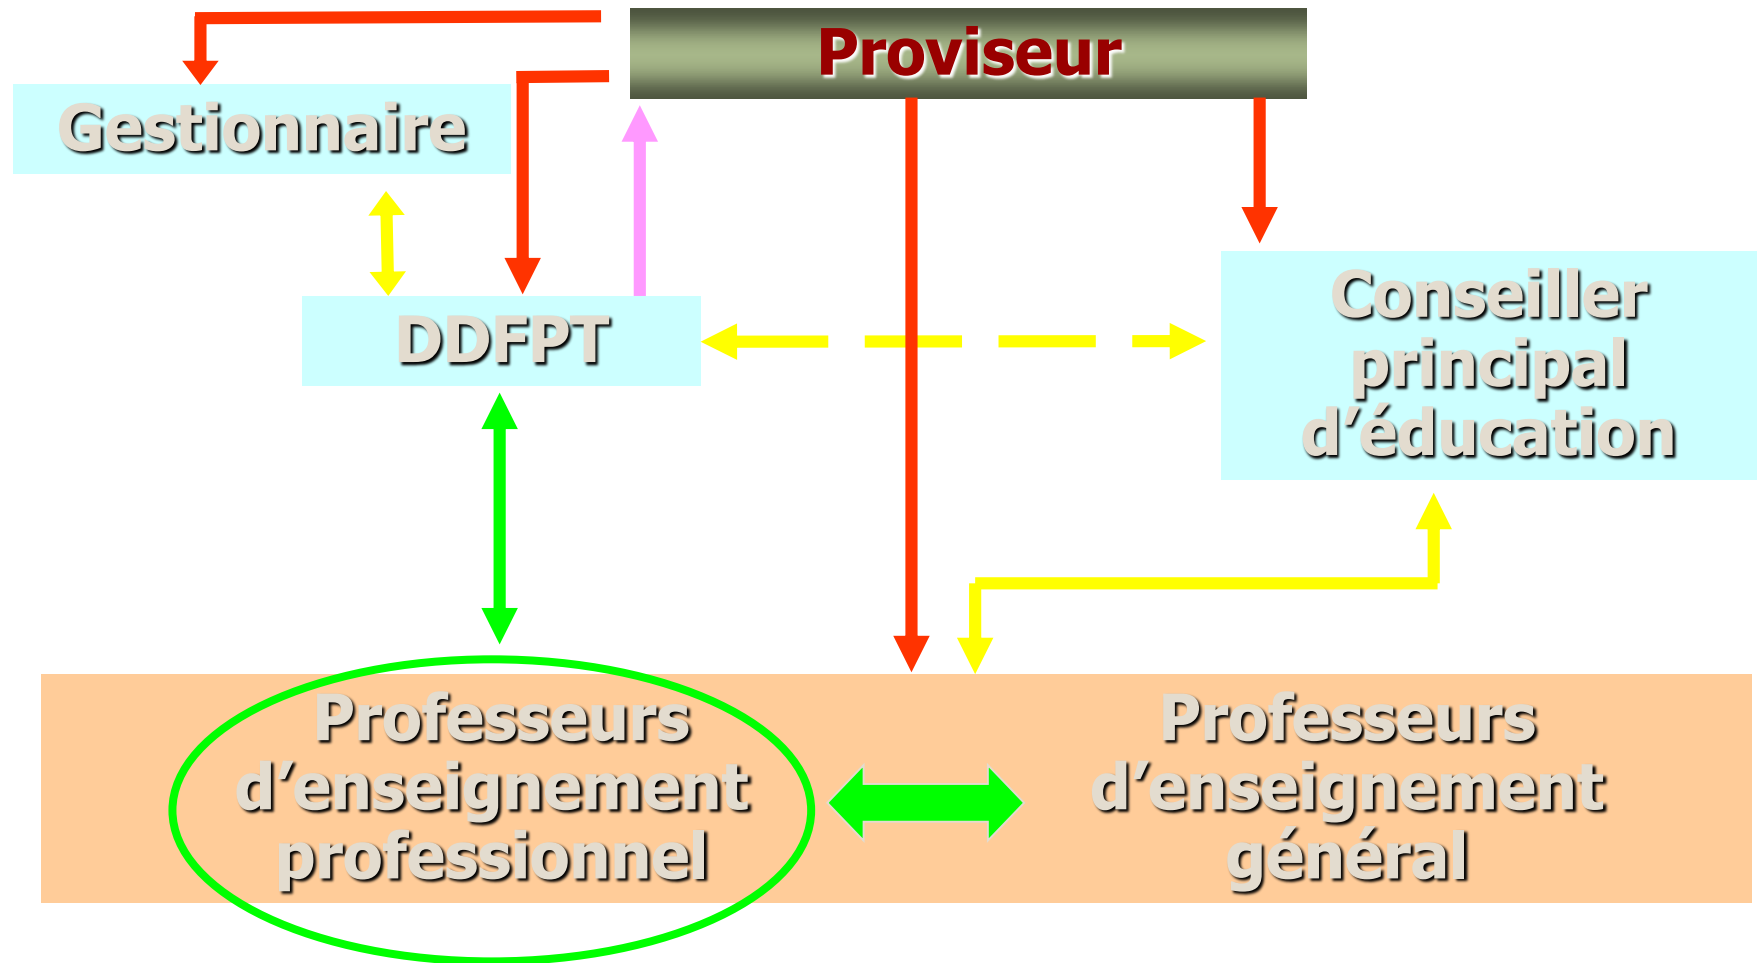 Proviseur
Gestionnaire
DDFPT
Conseiller
principal
d’éducation
Professeurs
d’enseignement
professionnel
Professeurs
d’enseignement
général